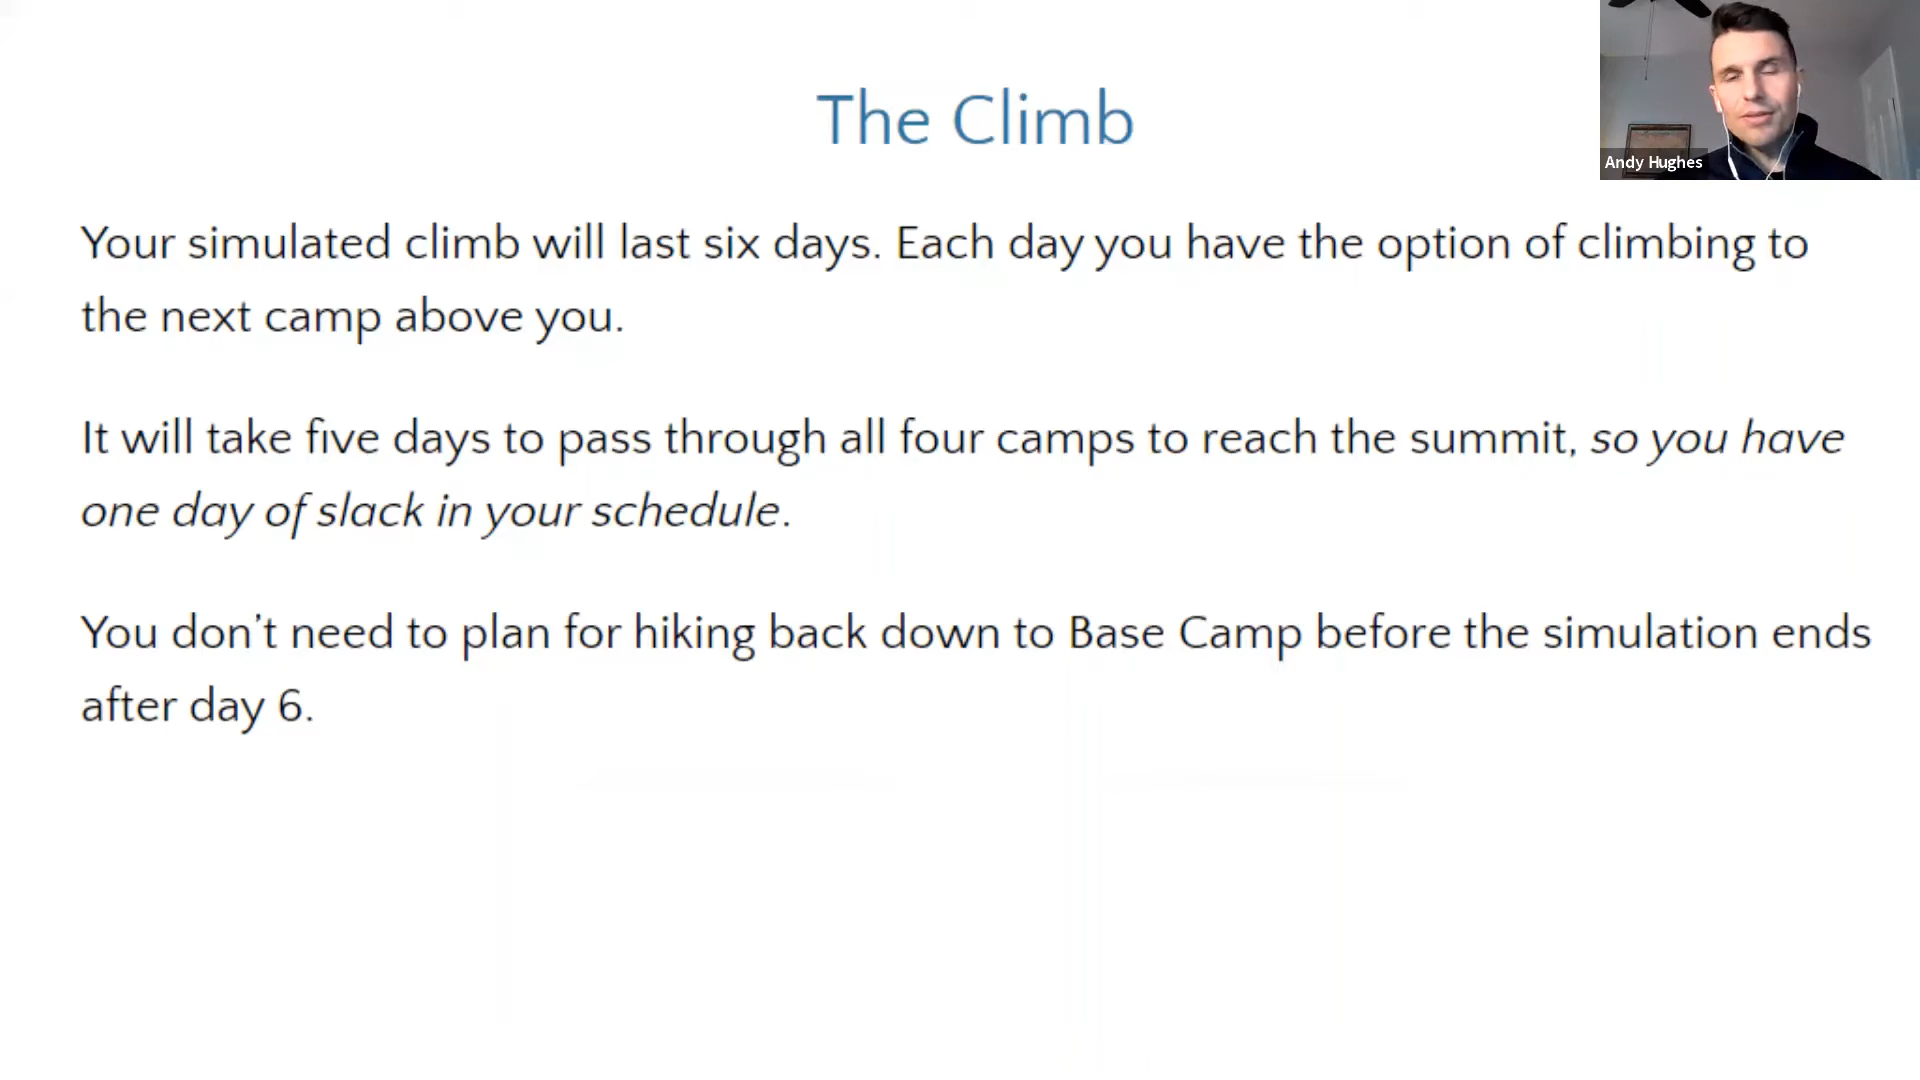 The Climb
Andy Hughes
Your simulated climb will last six days. Each day you have the option of climbing to
the next camp above you.
It will take five days to pass through all four camps to reach the summit, so you have
one day of slack in your schedule.
You don’t need to plan for hiking back down to Base Camp before the simulation ends
after day 6.